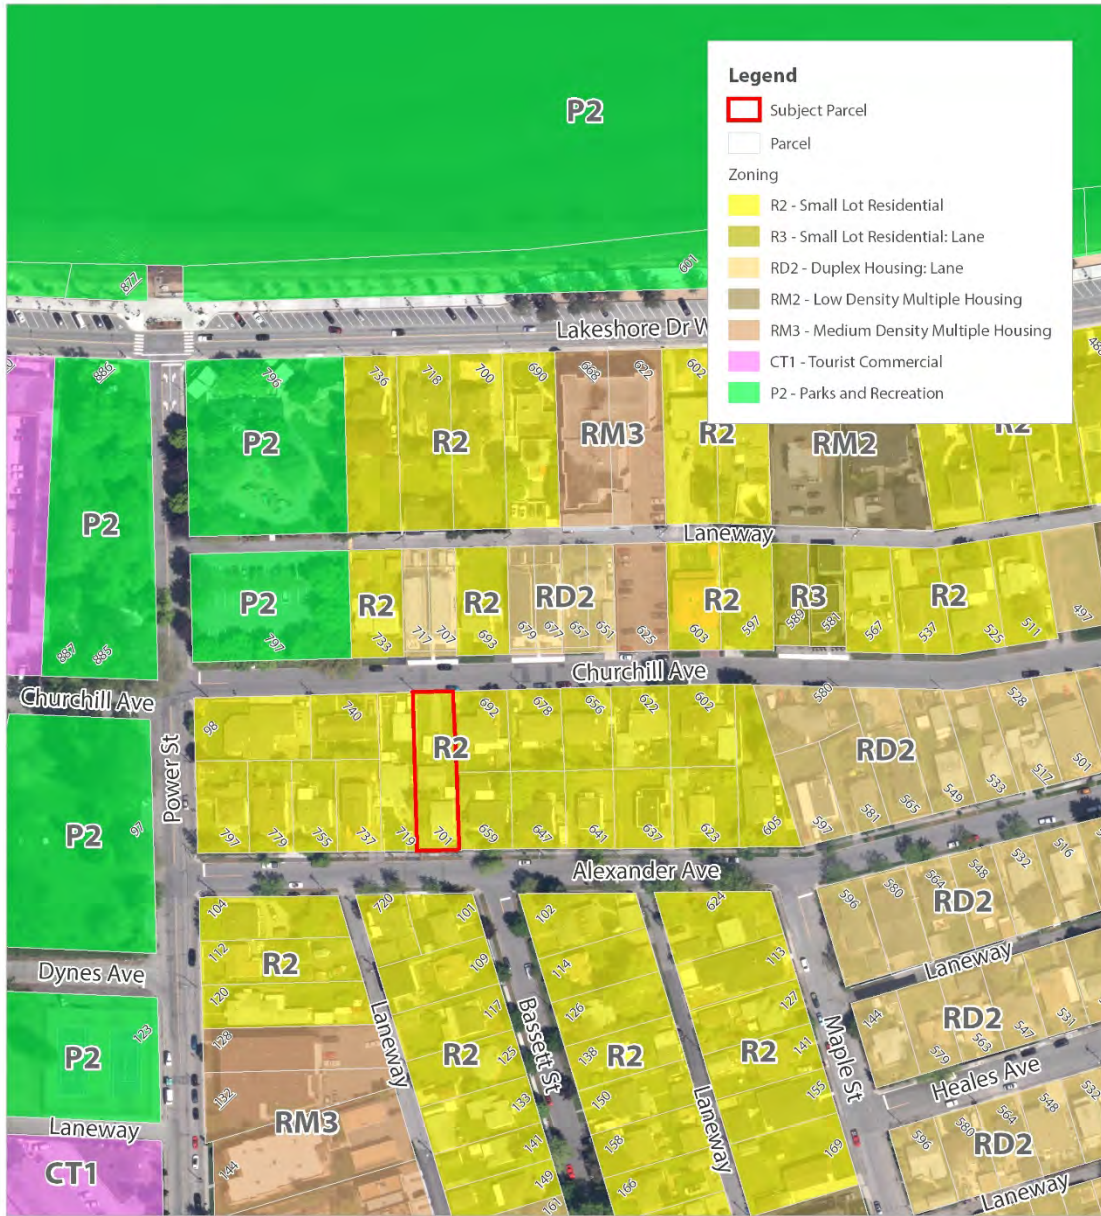 P2
Legend
Subject Parcel
Parcel
Zoning
R2 - Small Lot Residential
R3 - Small Lot Residential: Lane
RD2 - Duplex Housing: Lane
RM2 - Low Density Multiple Housing
RM3 - Medium Density Multiple Housing
CT1 - Tourist Commercial
P2 - Parks and Recreation
877
601
Lakeshore Dr W
886
796
736
718
700
690
668
622
602
488
P2
R2
RM3
R2
RM2
R2
P2
Laneway
P2
R2
R2
RD2
R2
R3
R2
887
885
797
733
717
707
693
679
677
657
651
625
603
597
589
581
567
537
525
511
497
Churchill Ave
Churchill Ave
98
740
692
678
656
622
602
580
528
R2
RD2
Power St
P2
97
797
779
755
737
719
701
659
647
641
637
623
605
597
581
565
549
533
517
501
Alexander Ave
104
720
101
102
624
596
580
564
548
532
516
RD2
112
R2
109
114
113
Laneway
Dynes Ave
120
117
126
127
144
RD2
P2
123
128
Laneway
R2
125
Bassett St
138
R2
R2
141
Maple St
579
563
547
531
Heales Ave
132
133
150
Laneway
155
Laneway
RM3
141
158
169
596
580
564
548
532
RD2
CT1
144
149
166
161
Laneway